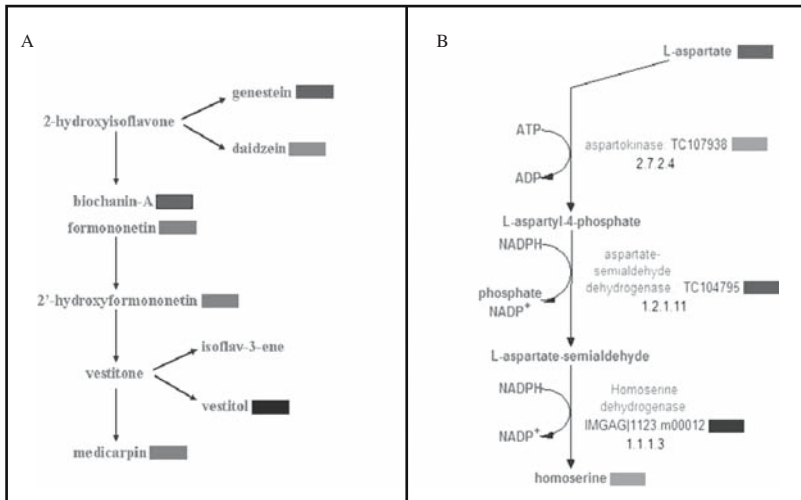 A
genestein
2-hydroxyisoflavone
daidzein
biochanin-A
formononetin
2'-hydroxyformononetin
isoflav-3-ene
vestitone
vestitol
medicarpin
B
L-aspartate
ATP
aspartokinase: TC107938
2.7.2.4
ADP
L-aspartyl-4-phosphate
NADPH
aspartate-
semialdehyde
dehydrogenase: TC104795
phosphate
1.2.1.11
NADP+
L-aspartate-semialdehyde
NADPH
Homoserine
dehydrogenase
IMGAG|1123.m00012
NADP+
1.1.1.3
homoserine